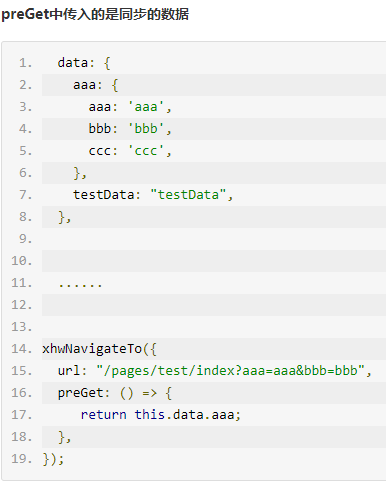 preGet中传入的是同步的数据
1. data: {
2. aaa: {
3. aaa: 'aaa',
4. bbb: 'bbb',
5. ccc: 'ccc',
6. },
7. testData: "testData",
8. },
9.
10.
11. ......
12.
13.
14. xhwNavigateTo({
15. url: "/pages/test/index?aaa=aaa&bbb=bbb",
16. preGet: () => {
17. return this.data.aaa;
18. },
19. });